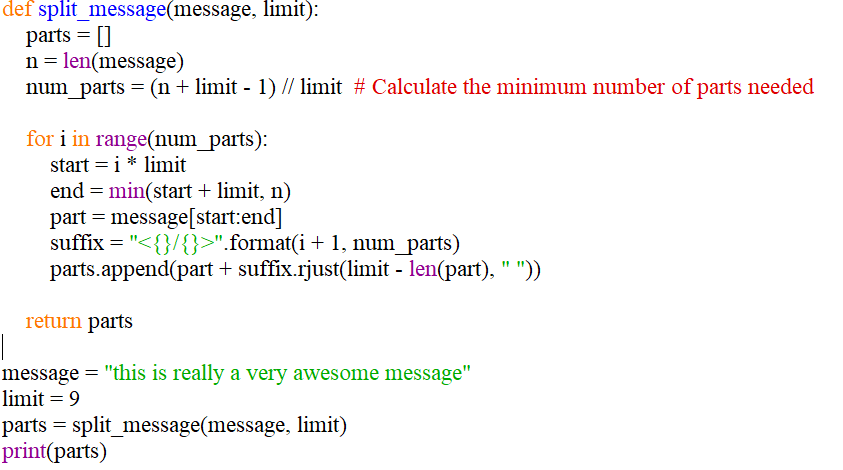 def split_message(message, limit):
    parts = []
    n = len(message)
    num_parts = (n + limit - 1) // limit  # Calculate the minimum number of parts needed

    for i in range(num_parts):
        start = i * limit
        end = min(start + limit, n)
        part = message[start:end]
        suffix = "<{}/{}>".format(i + 1, num_parts)
        parts.append(part + suffix.rjust(limit - len(part), " "))

    return parts

message = "this is really a very awesome message"
limit = 9
parts = split_message(message, limit)
print(parts)